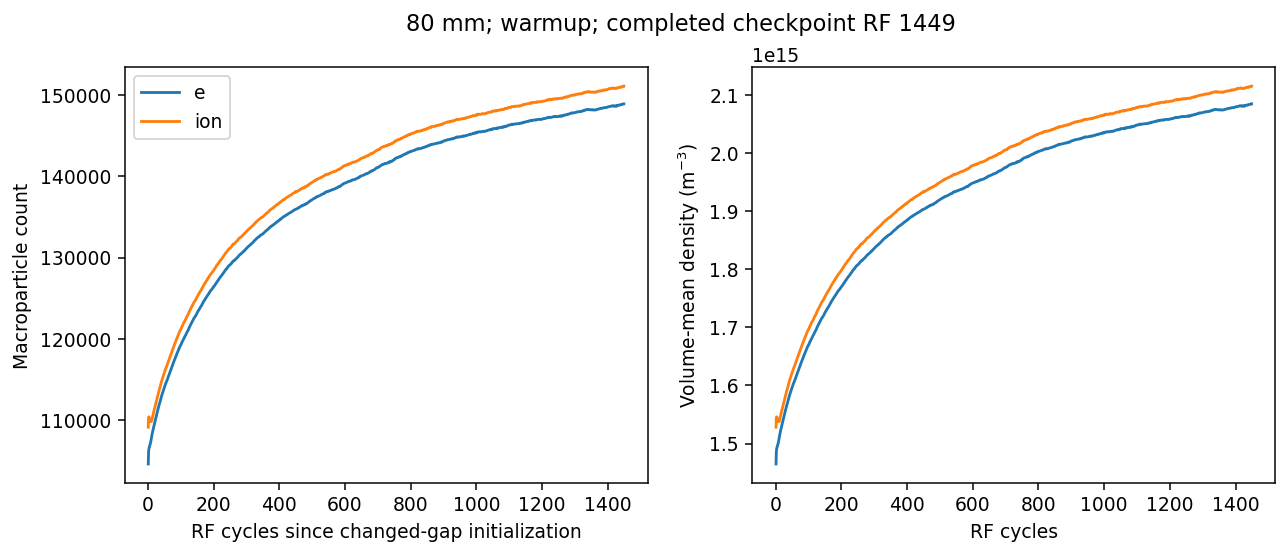 80 mm; warmup; completed checkpoint RF 1449
e
ion
Macroparticle count
150000
140000
130000
120000
110000
0 200 400 600 800 1000 1200 1400
RF cycles since changed-gap initialization
1e15
Volume-mean density (m⁻³)
2.1
2.0
1.9
1.8
1.7
1.6
1.5
0 200 400 600 800 1000 1200 1400
RF cycles